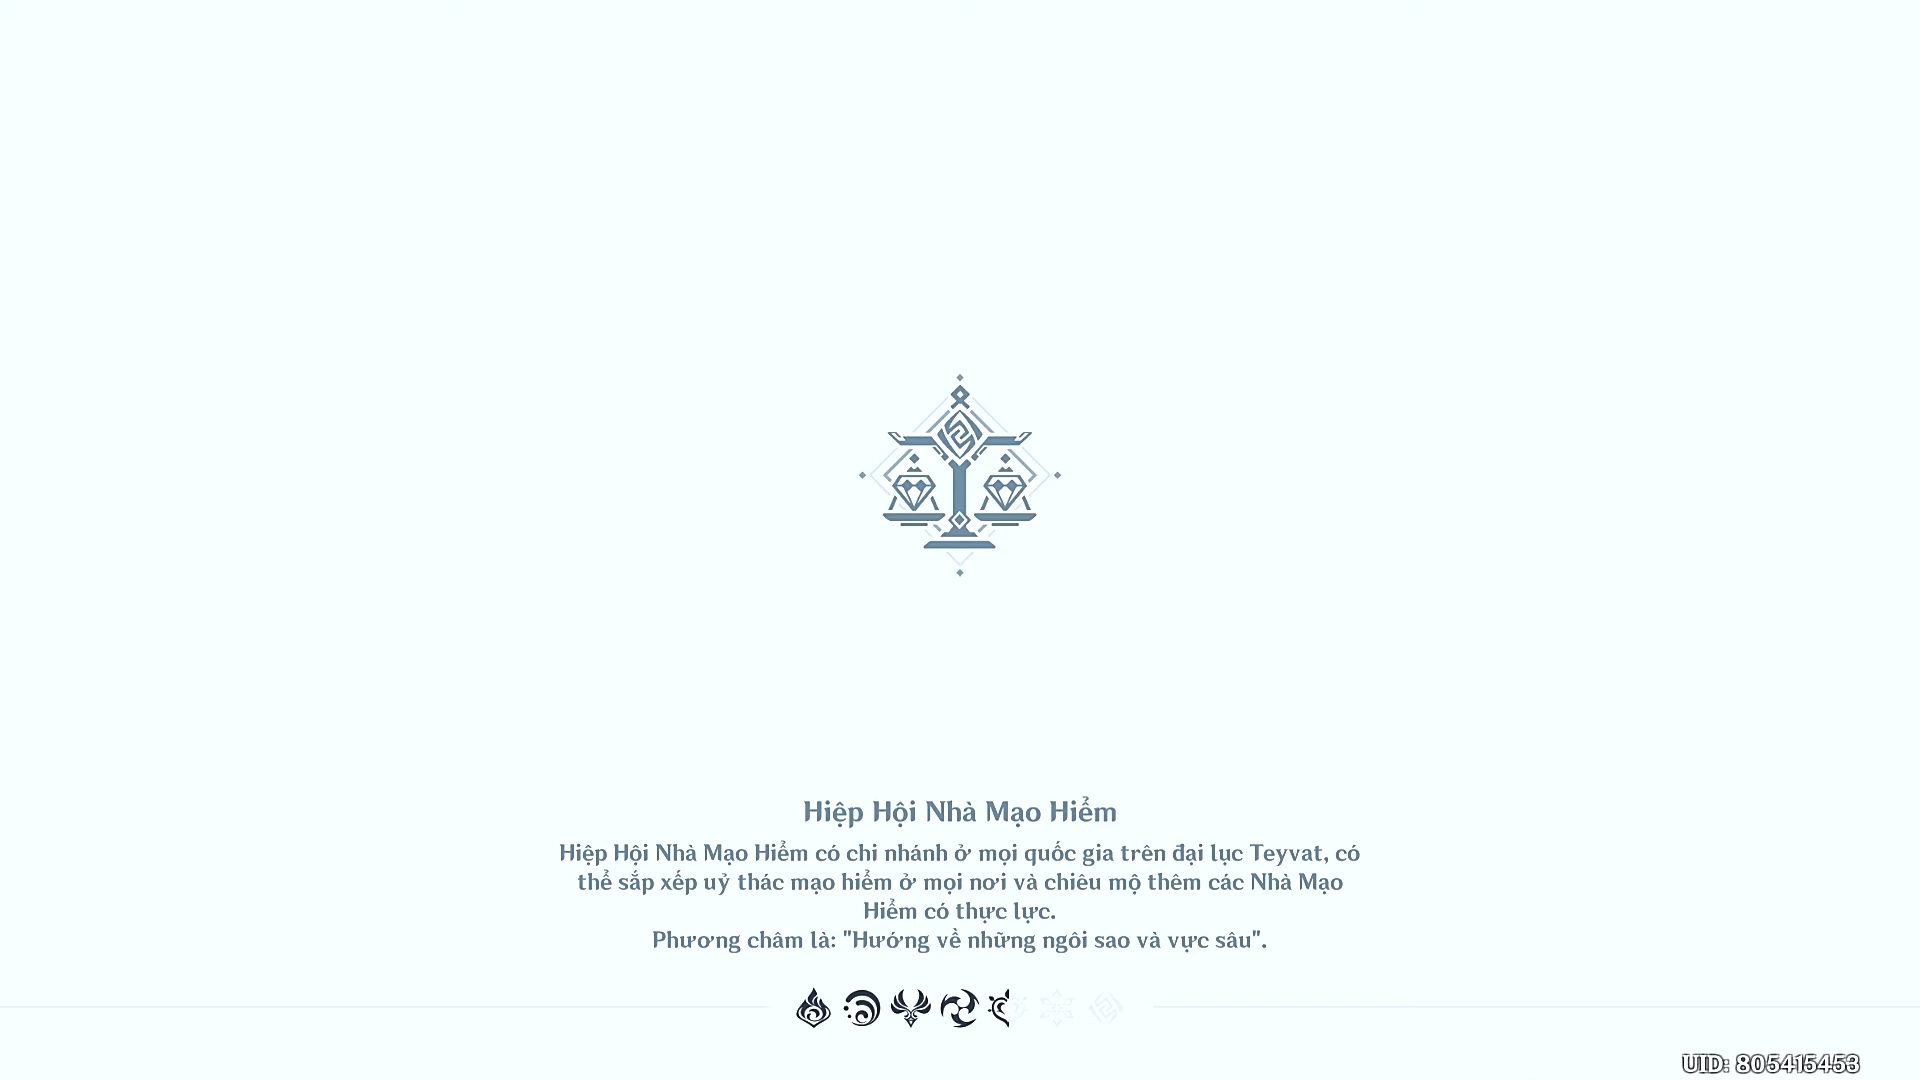 Hiệp Hội Nhà Mạo Hiểm
Hiệp Hội Nhà Mạo Hiểm có chi nhánh ở mọi quốc gia trên đại lục Teyvat, có
thể sắp xếp uỷ thác mạo hiểm ở mọi nơi và chiêu mộ thêm các Nhà Mạo
Hiểm có thực lực.
Phương châm là: "Hướng về những ngôi sao và vực sâu".
UID: 805415453